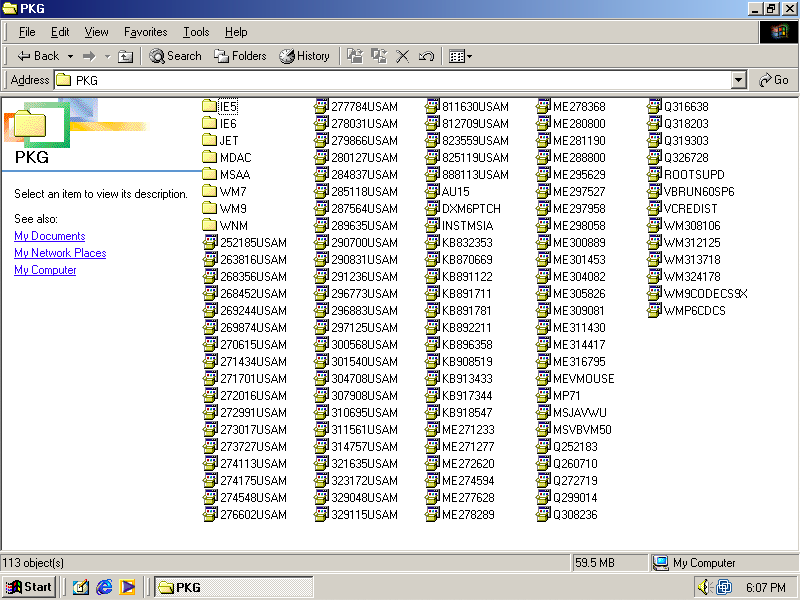 PKG
File Edit View Favorites Tools Help
Back Search Folders History
Address PKG Go
PKG
Select an item to view its description.
See also:
My Documents
My Network Places
My Computer
IE5
IE6
JET
MDAC
MSAA
WM7
WM9
WNM
252185USAM
263816USAM
268356USAM
268452USAM
269244USAM
269874USAM
270615USAM
271434USAM
271701USAM
272016USAM
272991USAM
273017USAM
273727USAM
274113USAM
274175USAM
274548USAM
276602USAM
277784USAM
278031USAM
279866USAM
280127USAM
284837USAM
285118USAM
287564USAM
289635USAM
290700USAM
290831USAM
291236USAM
296773USAM
296883USAM
297125USAM
300568USAM
301540USAM
304708USAM
307908USAM
310695USAM
311561USAM
314757USAM
321635USAM
323172USAM
329048USAM
329115USAM
811630USAM
812709USAM
823559USAM
825119USAM
888113USAM
AU15
DXM6PTCH
INSTMSIA
KB832353
KB870669
KB891122
KB891711
KB891781
KB892211
KB896358
KB908519
KB913433
KB917344
KB918547
ME271233
ME271277
ME272620
ME274594
ME277628
ME278289
ME278368
ME280800
ME281190
ME288800
ME295629
ME297527
ME297958
ME298058
ME300889
ME301453
ME304082
ME305826
ME309081
ME311430
ME314417
ME316795
MEVMOUSE
MP71
MSJAVWU
MSVBVM50
Q252183
Q260710
Q272719
Q299014
Q308236
Q316638
Q318203
Q319303
Q326728
ROOTSUPD
VBRUN60SP6
VCREDIST
WM308106
WM312125
WM313718
WM324178
WM9CODECS9X
WMP6CDCS
113 object(s) 59.5 MB My Computer
Start PKG 6:07 PM